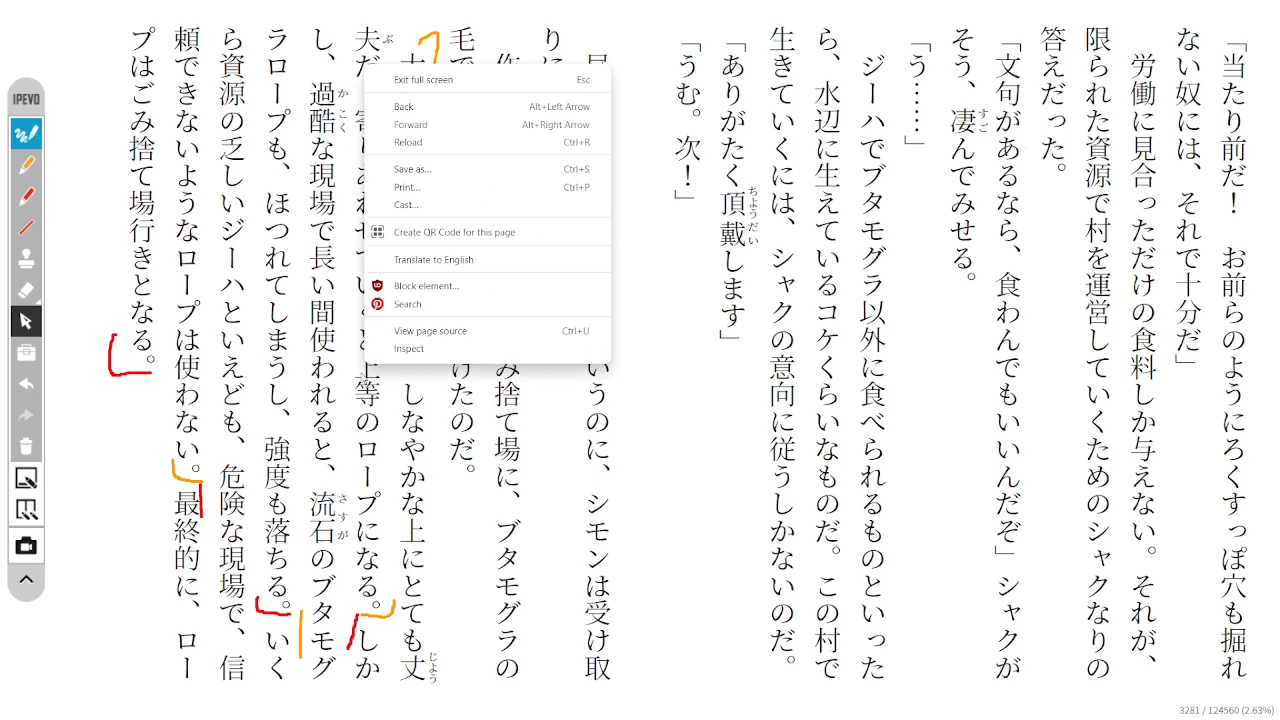 「当たり前だ！　お前らのようにろくすっぽ穴も掘れ
ない奴には、それで十分だ」
労働に見合っただけの食料しか与えない。それが、
限られた資源で村を運営していくためのシャクなりの
答えだった。
「文句があるなら、食わんでもいいんだぞ」シャクが
そう、凄んでみせる。
すご
「う……」
ジーハでブタモグラ以外に食べられるものといった
ら、水辺に生えているコケくらいなものだ。この村で
生きていくには、シャクの意向に従うしかないのだ。
「ありがたく頂戴します」
ちようだい
「うむ。次！」
いうのに、シモンは受け取
り
み捨て場に、ブタモグラの
毛で
けたのだ。
しなやかな上にとても丈
じよう
夫だ
ぶ
等のロープになる。しか
し、過酷な現場で長い間使われると、流石のブタモグ
かこく
さすが
ラロープも、ほつれてしまうし、強度も落ちる。いく
ら資源の乏しいジーハといえども、危険な現場で、信
頼できないようなロープは使わない。最終的に、ロー
プはごみ捨て場行きとなる。
Exit full screen Esc
Back Alt+Left Arrow
Forward Alt+Right Arrow
Reload Ctrl+R
Save as... Ctrl+S
Print... Ctrl+P
Cast...
Create QR Code for this page
Translate to English
Block element...
Search
View page source Ctrl+U
Inspect
IPEVO
3281 / 124560 (2.63%)